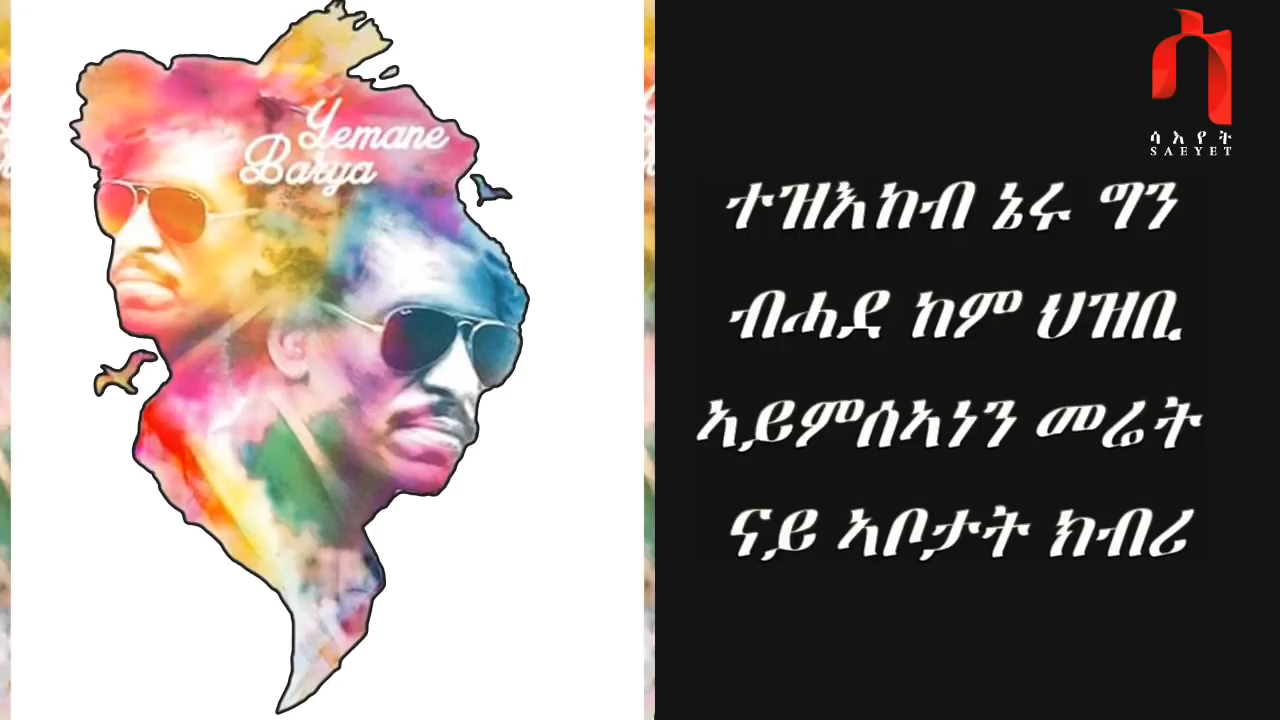 Yemane
Barya
ሳእየት
SAEYET
ተዝእከብ ኔሩ ግን
ብሓደ ከም ህዝቢ
ኣይምሰኣነን መሬት
ናይ ኣቦታት ክብሪ